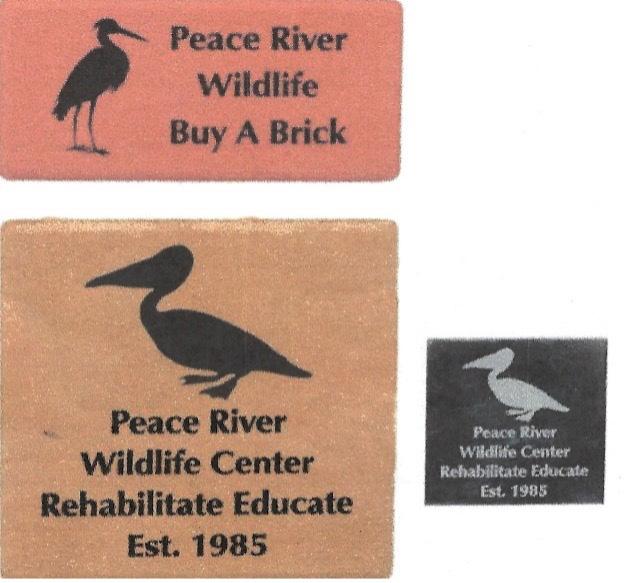 Peace River
Wildlife
Buy A Brick
Peace River
Wildlife Center
Rehabilitate Educate
Est. 1985
Peace River
Wildlife Center
Rehabilitate Educate
Est. 1985